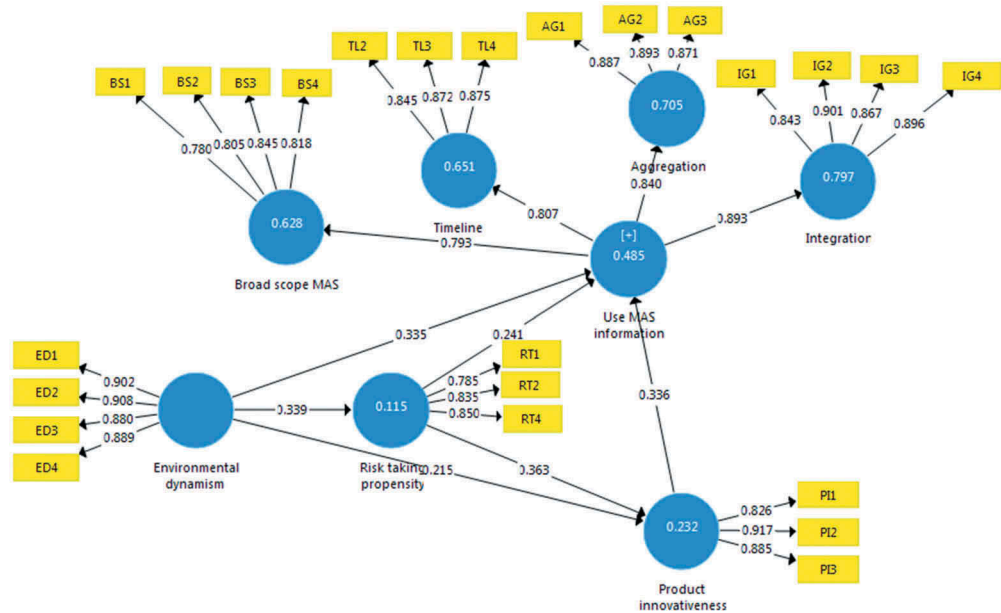 AG1
AG2
AG3
TL2
TL3
TL4
IG1
IG2
IG3
IG4
BS1
BS2
BS3
BS4
0.887
0.893
0.871
0.845
0.872
0.875
0.843
0.901
0.867
0.896
0.780
0.805
0.845
0.818
0.705
Aggregation
0.651
Timeline
0.797
Integration
0.628
Broad scope MAS
0.840
0.807
0.893
0.793
[+]
0.485
Use MAS
information
0.335
0.241
0.336
ED1
ED2
ED3
ED4
0.902
0.908
0.880
0.889
Environmental
dynamism
0.339
0.115
Risk taking
propensity
0.785
0.835
0.850
RT1
RT2
RT4
0.215
0.363
0.232
Product
innovativeness
0.826
0.917
0.885
PI1
PI2
PI3